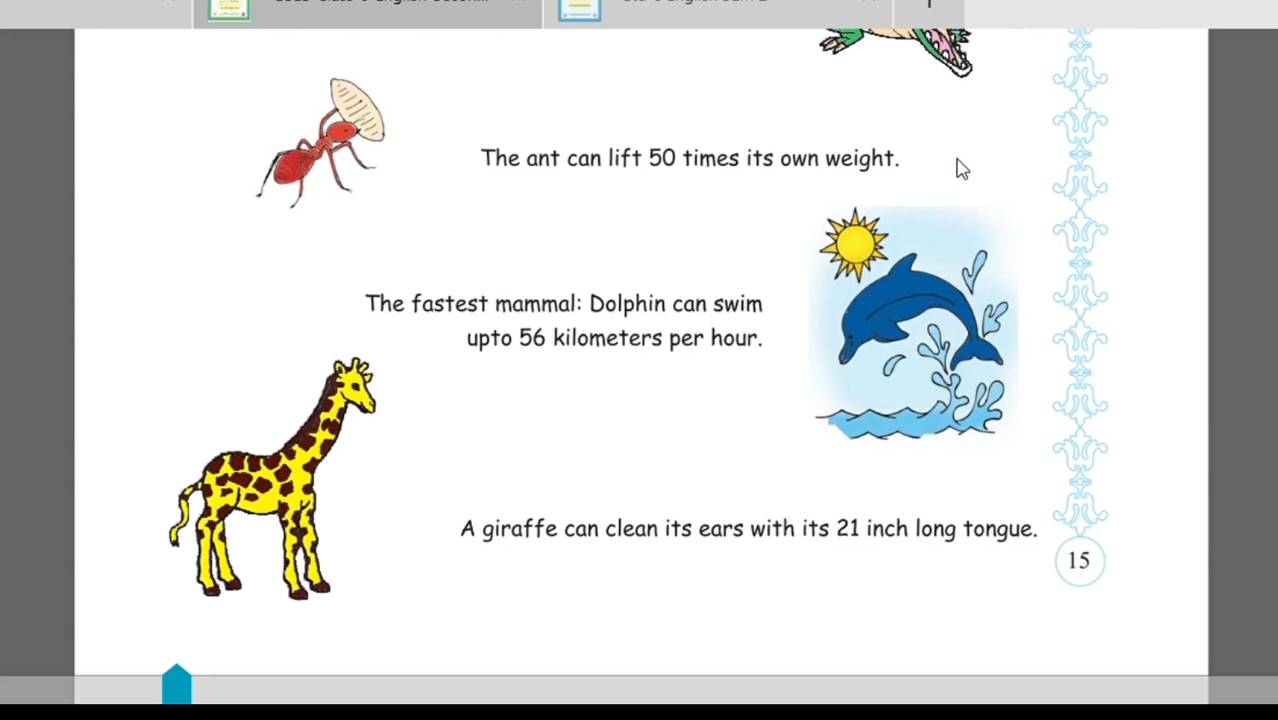 The ant can lift 50 times its own weight.
The fastest mammal: Dolphin can swim
upto 56 kilometers per hour.
A giraffe can clean its ears with its 21 inch long tongue.
15